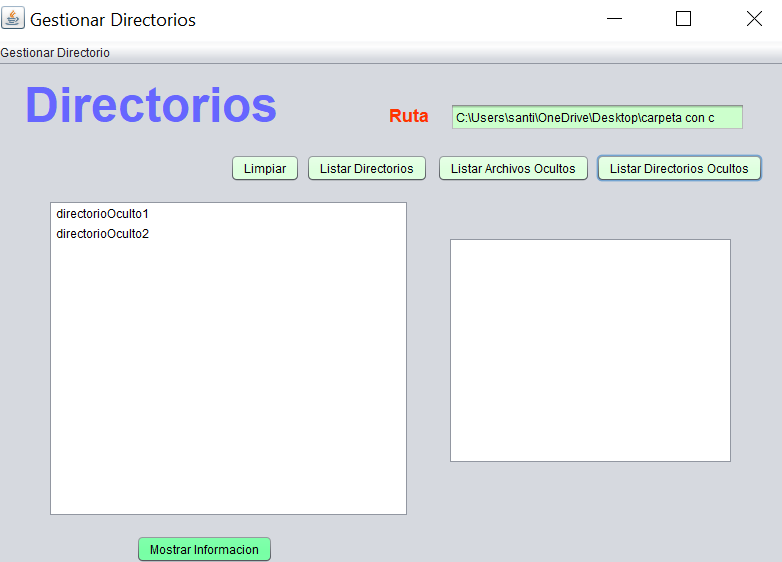 Gestionar Directorios
Gestionar Directorio
Directorios
Ruta C:\Users\santi\OneDrive\Desktop\carpeta con c
Limpiar Listar Directorios Listar Archivos Ocultos Listar Directorios Ocultos
directorioOculto1
directorioOculto2
Mostrar Informacion